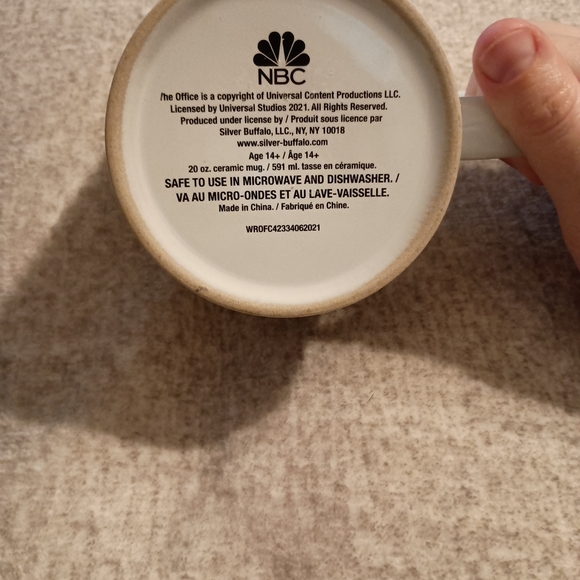 NBC
The Office is a copyright of Universal Content Productions LLC.
Licensed by Universal Studios 2021. All Rights Reserved.
Produced under license by / Produit sous licence par
Silver Buffalo, LLC., NY, NY 10018
www.silver-buffalo.com
Age 14+ / Âge 14+
20 oz. ceramic mug. / 591 ml. tasse en céramique.
SAFE TO USE IN MICROWAVE AND DISHWASHER. /
VA AU MICRO-ONDES ET AU LAVE-VAISSELLE.
Made in China. / Fabriqué en Chine.
WROFC42334062021